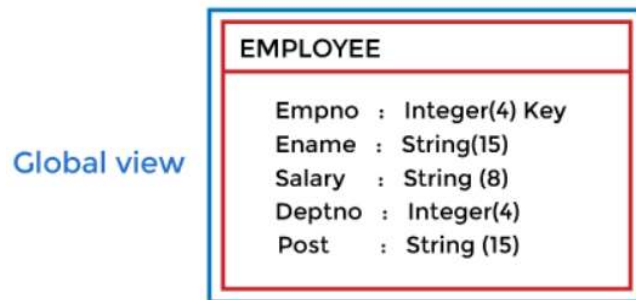 EMPLOYEE
Empno : Integer(4) Key
Ename : String(15)
Global view
Salary : String (8)
Deptno : Integer(4)
Post : String (15)